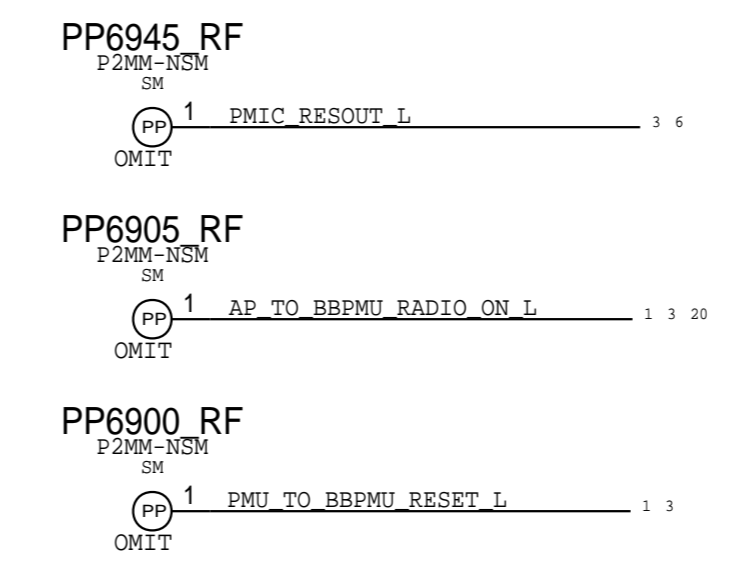 PP6945_RF
P2MM-NSM
SM
PP 1 PMIC_RESOUT_L 3 6
OMIT
PP6905_RF
P2MM-NSM
SM
PP 1 AP_TO_BBPMU_RADIO_ON_L 1 3 20
OMIT
PP6900_RF
P2MM-NSM
SM
PP 1 PMU_TO_BBPMU_RESET_L 1 3
OMIT